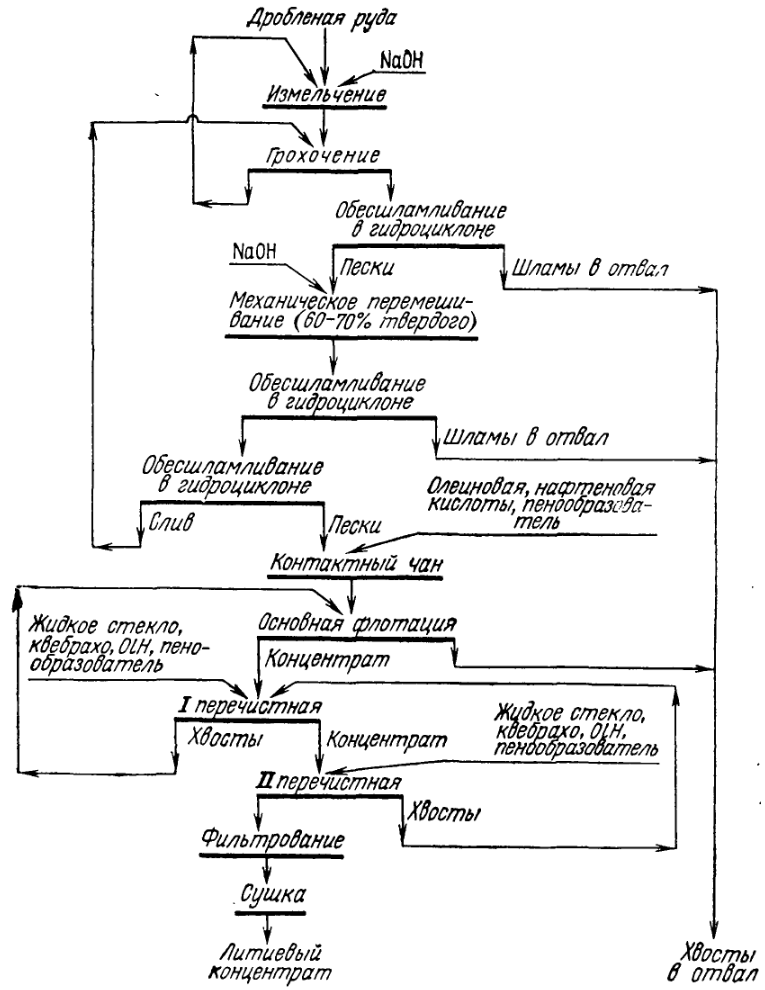 Дробленая руда
NaOH
Измельчение
Грохочение
Обесшламливание
в гидроциклоне
NaOH
Пески
Шламы в отвал
Механическое перемеши-
вание (60-70% твердого)
Обесшламливание
в гидроциклоне
Шламы в отвал
Обесшламливание
в гидроциклоне
Олеиновая, нафтеновая
кислоты, пенообразова-
тель
Слив
Пески
Контактный чан
Основная флотация
Жидкое стекло,
квебрахо, OLH, пено-
образователь
Концентрат
I перечистная
Жидкое стекло,
квебрахо, OLH,
пенообразователь
Хвосты
Концентрат
II перечистная
Хвосты
Фильтрование
Сушка
Литиевый
концентрат
Хвосты
в отвал